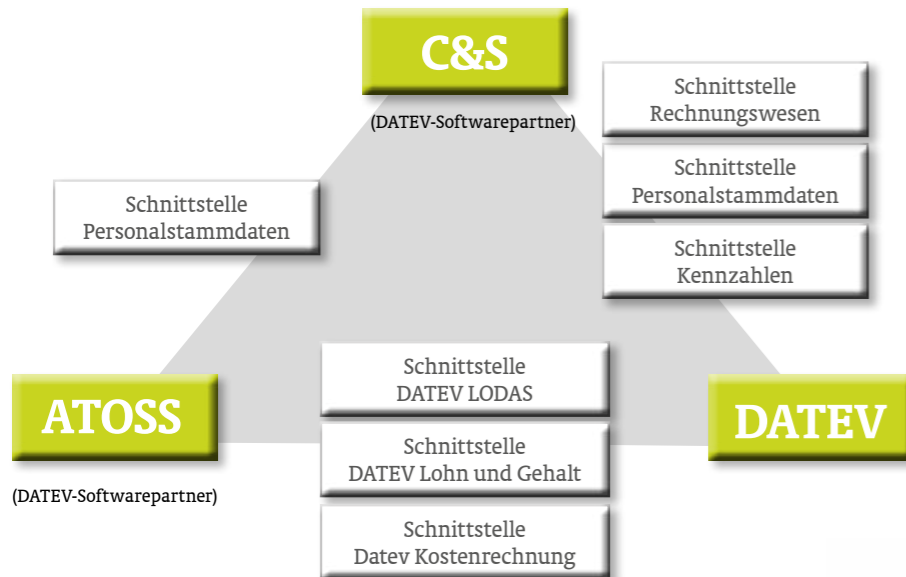 C&S
(DATEV-Softwarepartner)
Schnittstelle
Rechnungswesen
Schnittstelle
Personalstammdaten
Schnittstelle
Kennzahlen
Schnittstelle
Personalstammdaten
ATOSS
(DATEV-Softwarepartner)
Schnittstelle
DATEV LODAS
Schnittstelle
DATEV Lohn und Gehalt
Schnittstelle
Datev Kostenrechnung
DATEV